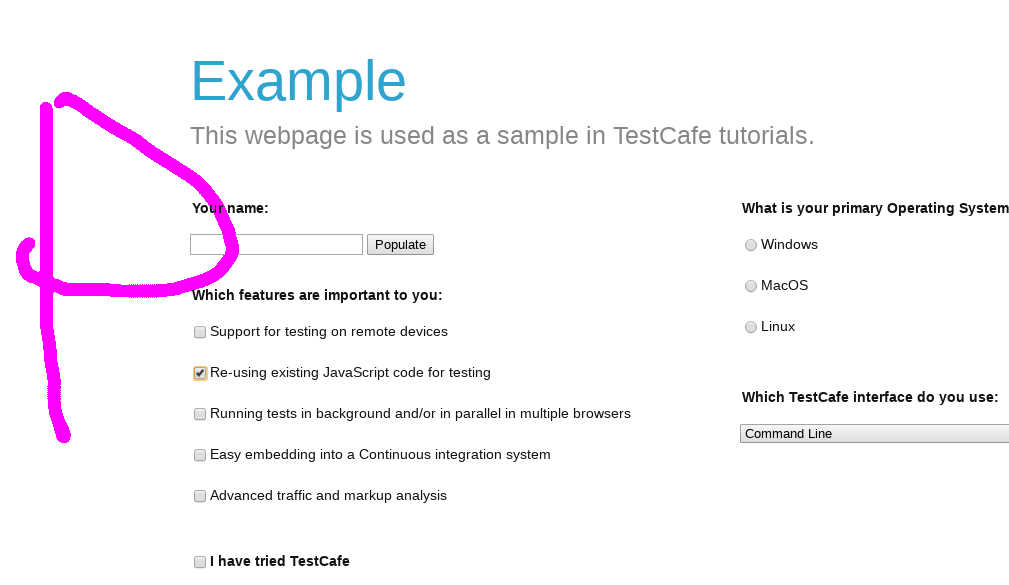 Example
This webpage is used as a sample in TestCafe tutorials.
Your name:
Populate
Which features are important to you:
Support for testing on remote devices
Re-using existing JavaScript code for testing
Running tests in background and/or in parallel in multiple browsers
Easy embedding into a Continuous integration system
Advanced traffic and markup analysis
I have tried TestCafe
What is your primary Operating System
Windows
MacOS
Linux
Which TestCafe interface do you use:
Command Line